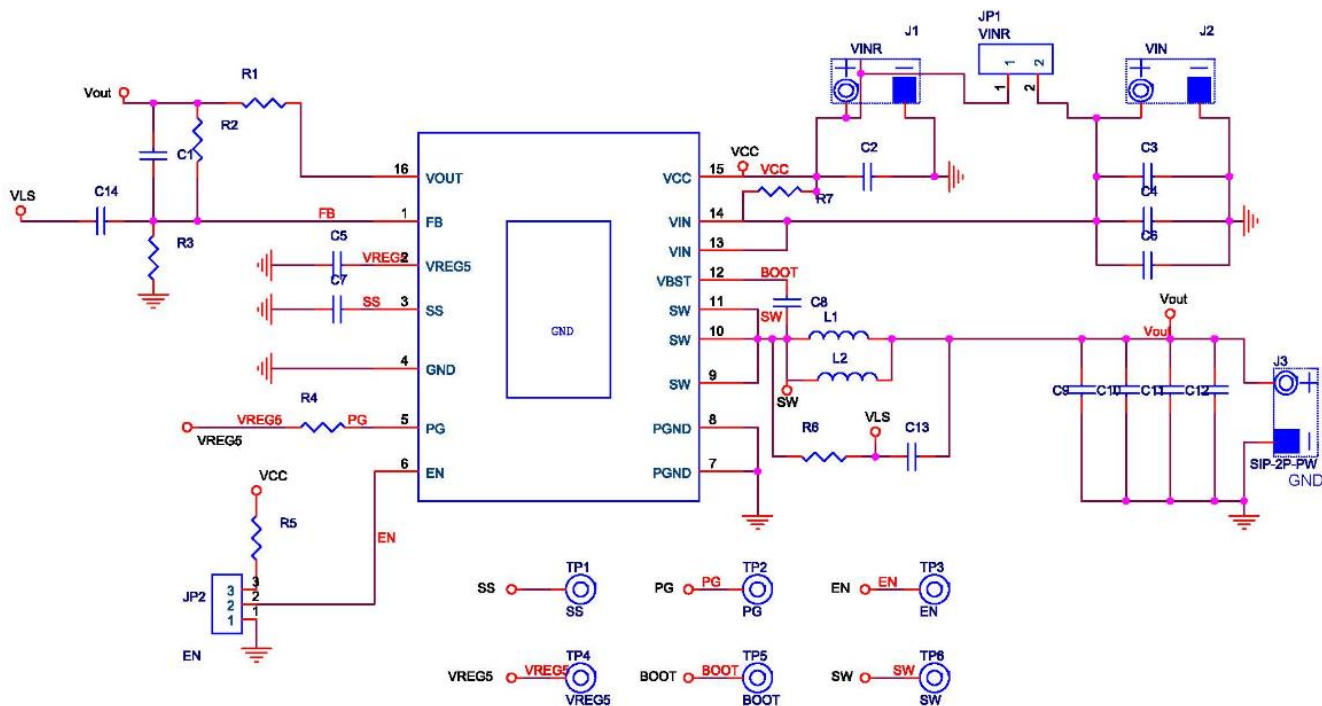 J1
JP1
VINR
J2
VINR
VIN
1
2
1
2
Vout
R1
R2
C1
VLS
C14
R3
FB
C5
VREG5
C7
SS
R4
VREG5
PG
VREG5
VCC
R5
EN
JP2
3
2
1
3
2
1
EN
16
VOUT
1
FB
2
VREG5
3
SS
4
GND
5
PG
6
EN
GND
VCC
15
VIN
14
VIN
13
VBST
12
SW
11
SW
10
SW
9
PGND
8
PGND
7
VCC
VCC
C2
R7
C3
C4
C6
BOOT
C8
SW
L1
L2
SW
R6
VLS
C13
Vout
Vout
C9
C10
C11
C12
J3
SIP-2P-PW
GND
SS
TP1
SS
PG
PG
TP2
PG
EN
EN
TP3
EN
VREG5
VREG5
TP4
VREG5
BOOT
BOOT
TP5
BOOT
SW
SW
TP6
SW